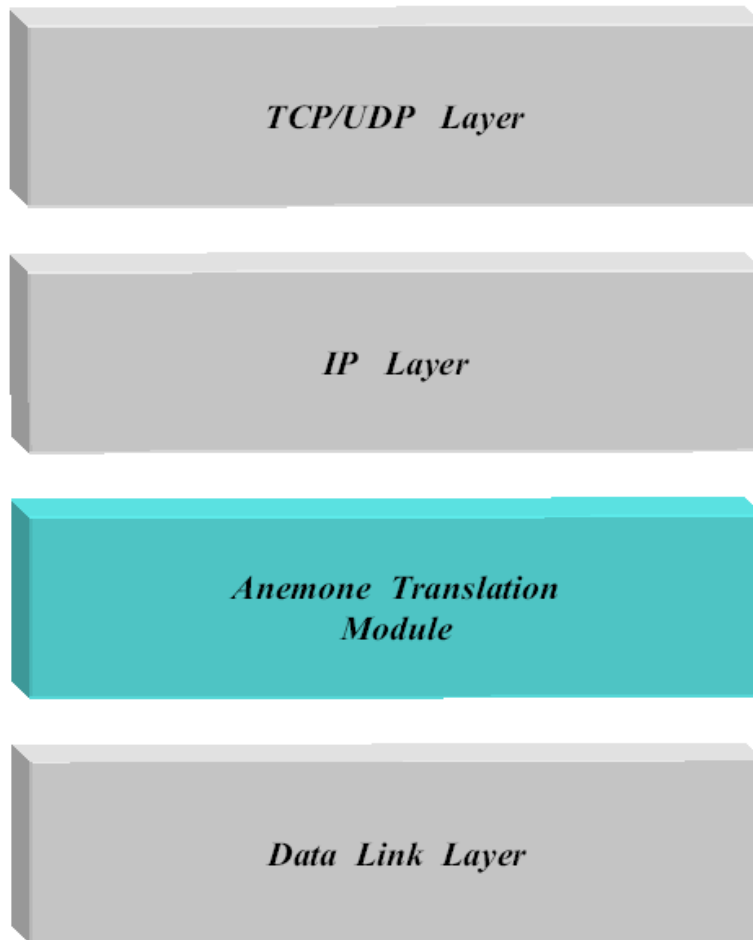 TCP/UDP Layer
IP Layer
Anemone Translation
Module
Data Link Layer